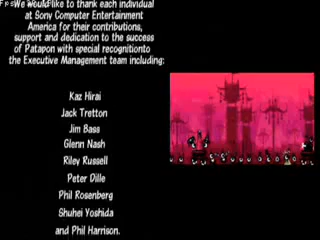 We would like to thank each individual
at Sony Computer Entertainment
America for their contributions,
support and dedication to the success
of Patapon with special recognitionto
the Executive Management team including:
Kaz Hirai
Jack Tretton
Jim Bass
Glenn Nash
Riley Russell
Peter Dille
Phil Rosenberg
Shuhei Yoshida
and Phil Harrison.